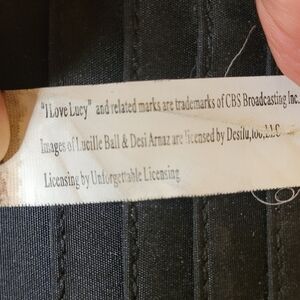 "I Love Lucy" and related marks are trademarks of CBS Broadcasting Inc.
Images of Lucille Ball & Desi Arnaz are licensed by Desilu, too, LLC
Licensing by Unforgettable Licensing